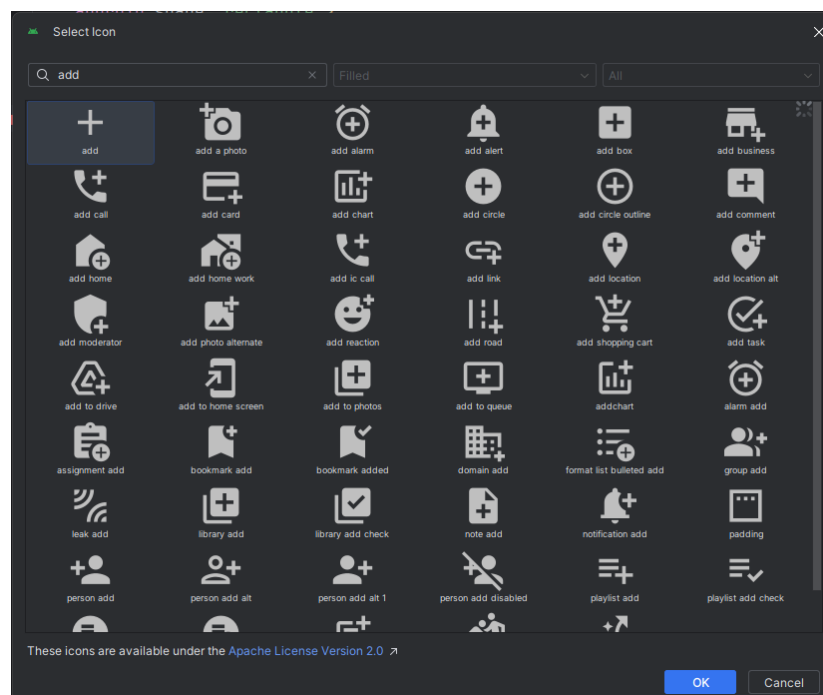 Select Icon
add
Filled
All
add
add a photo
add alarm
add alert
add box
add business
add call
add card
add chart
add circle
add circle outline
add comment
add home
add home work
add ic call
add link
add location
add location alt
add moderator
add photo alternate
add reaction
add road
add shopping cart
add task
add to drive
add to home screen
add to photos
add to queue
addchart
alarm add
assignment add
bookmark add
bookmark added
domain add
format list bulleted add
group add
leak add
library add
library add check
note add
notification add
padding
person add
person add alt
person add alt 1
person add disabled
playlist add
playlist add check
These icons are available under the Apache License Version 2.0
OK
Cancel